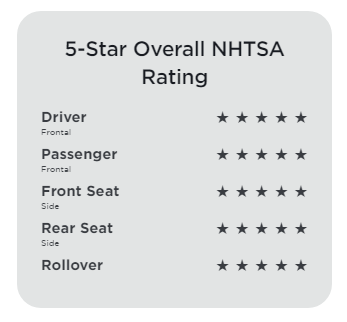 5-Star Overall NHTSA
Rating
Driver ★ ★ ★ ★ ★
Frontal
Passenger ★ ★ ★ ★ ★
Frontal
Front Seat ★ ★ ★ ★ ★
Side
Rear Seat ★ ★ ★ ★ ★
Side
Rollover ★ ★ ★ ★ ★